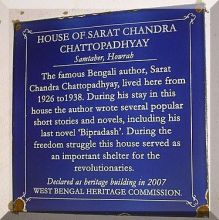 HOUSE OF SARAT CHANDRA
CHATTOPADHYAY
Samtaber, Howrah
The famous Bengali author, Sarat
Chandra Chattopadhyay, lived here from
1926 to1938. During his stay in this
house the author wrote several popular
short stories and novels, including his
last novel 'Bipradash'. During the
freedom struggle this house served as
an important shelter for the
revolutionaries.
Declared as heritage building in 2007
WEST BENGAL HERITAGE COMMISSION.